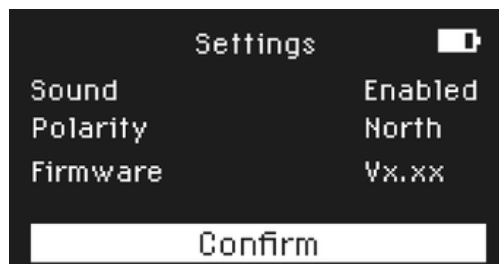 Settings
Sound Enabled
Polarity North
Firmware Vx.xx
Confirm